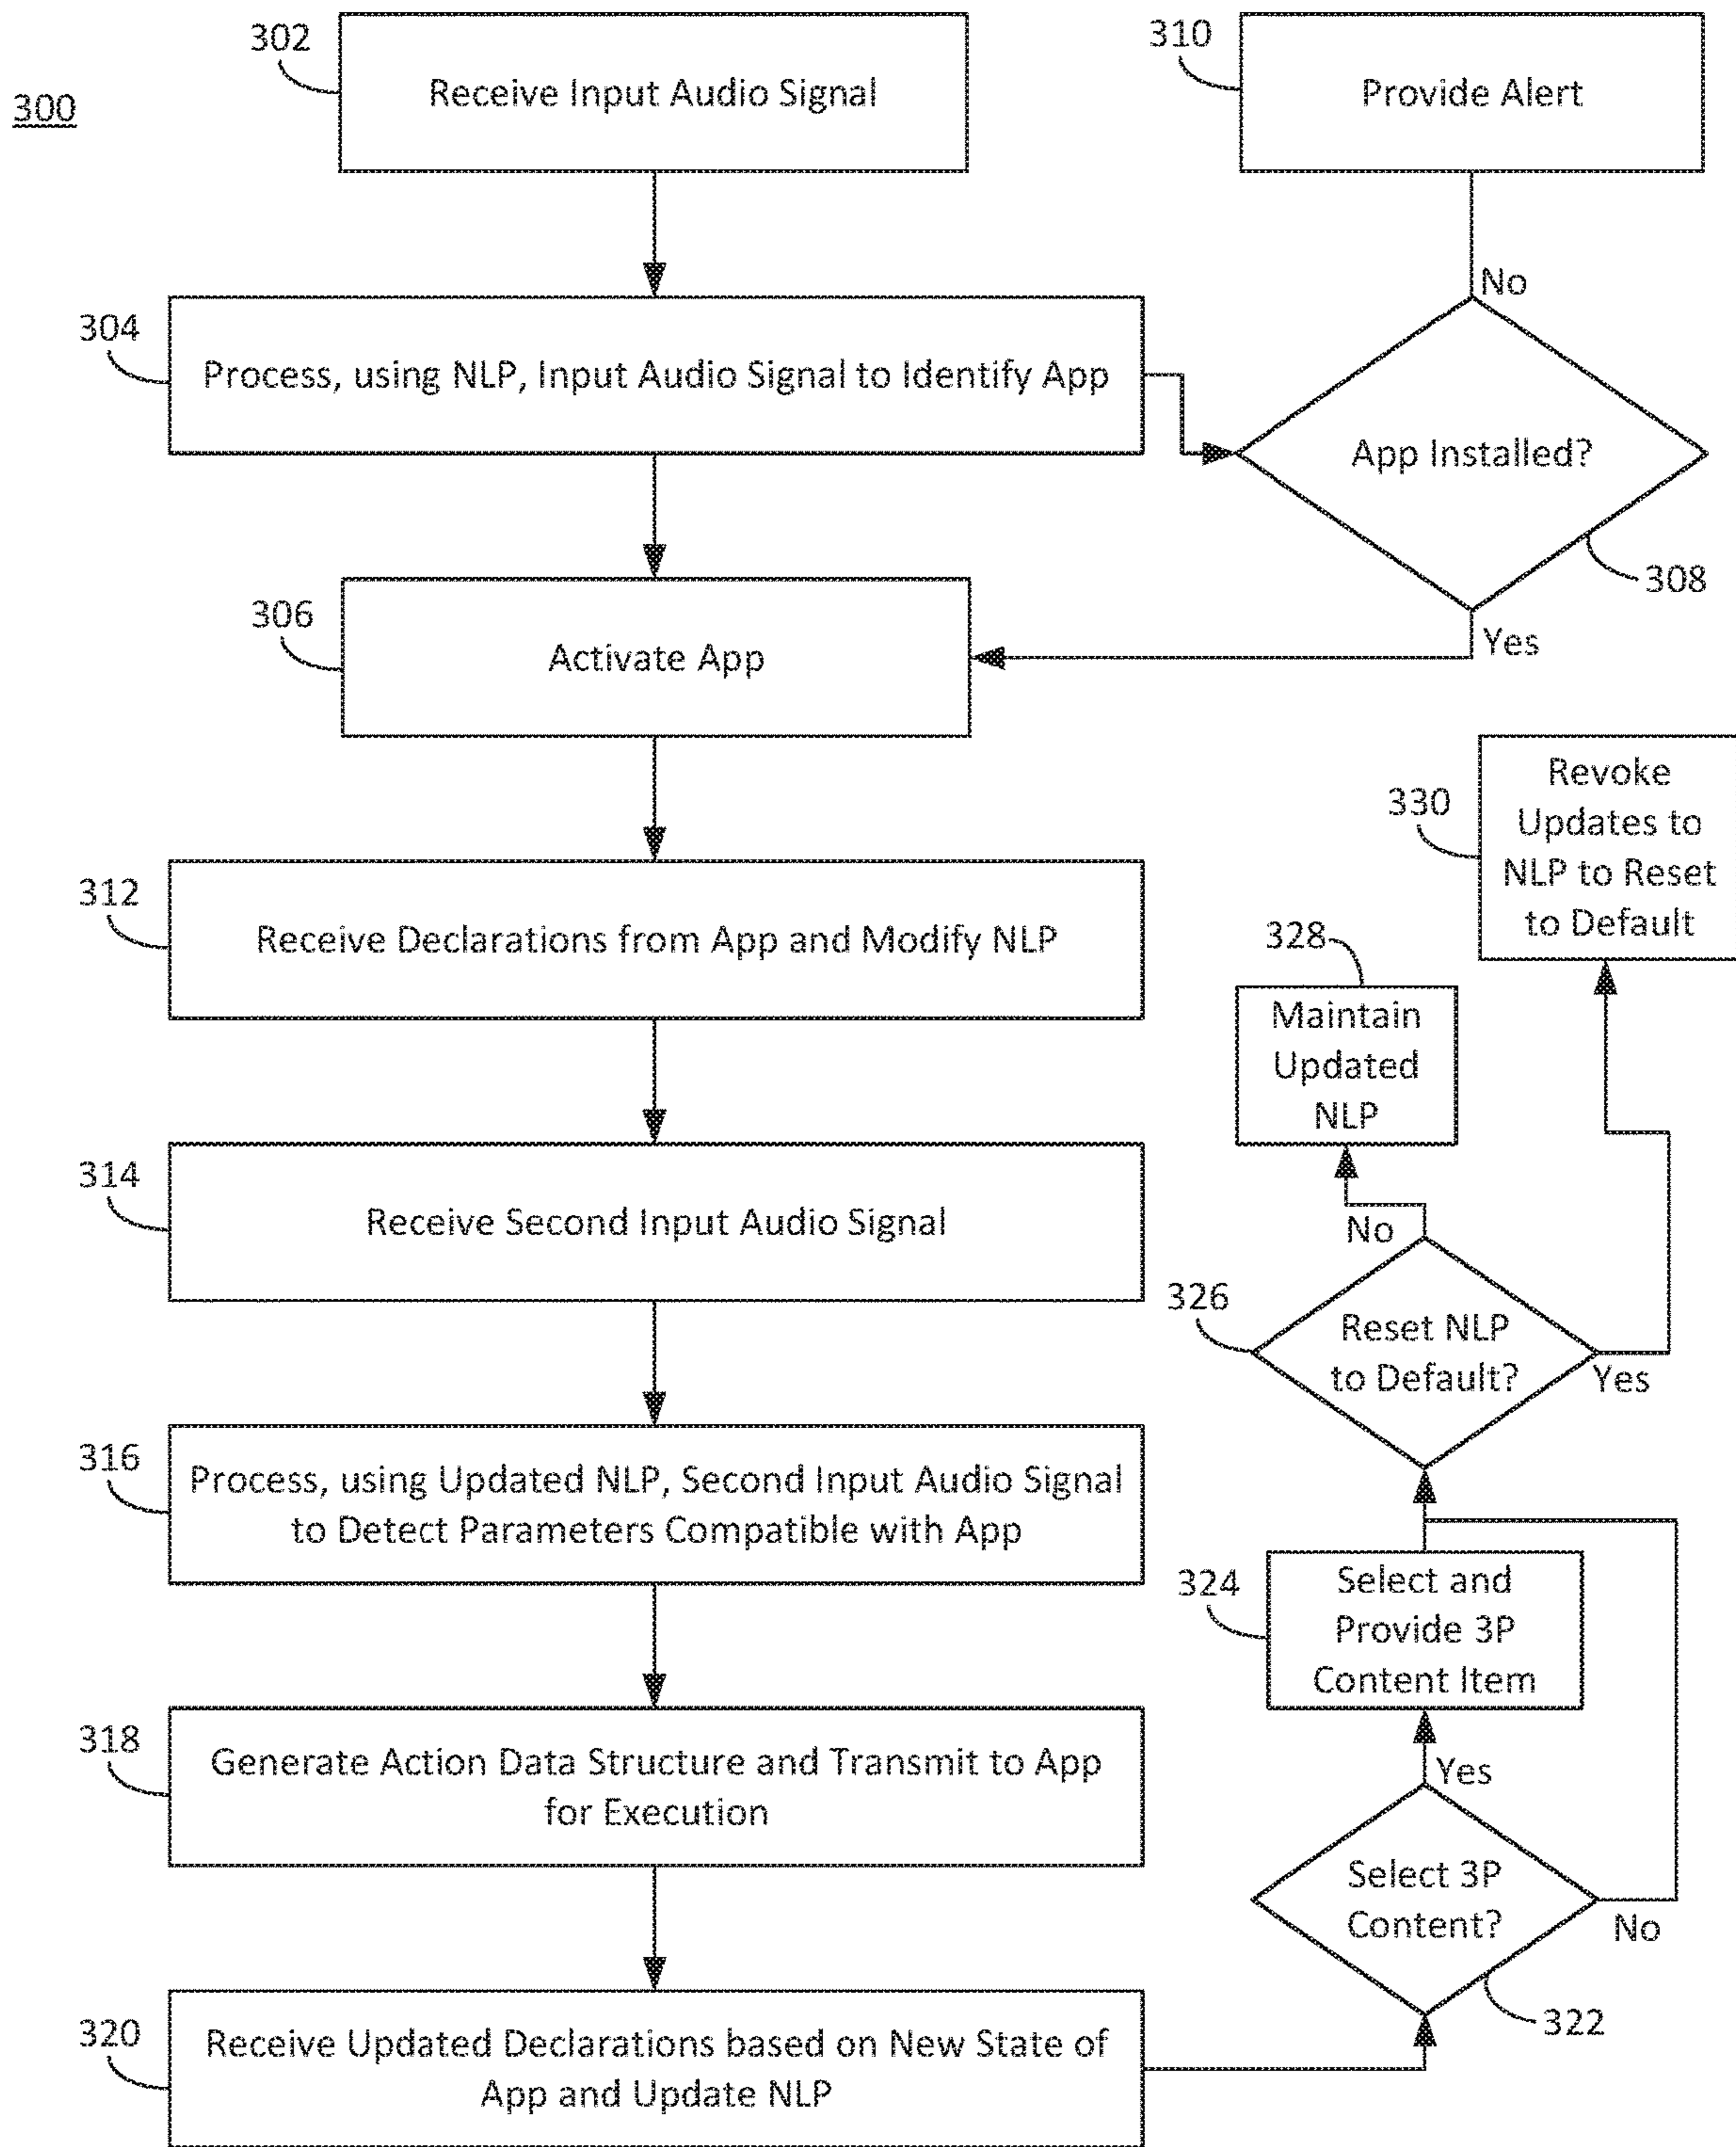 300
302
Receive Input Audio Signal
310
Provide Alert
304
Process, using NLP, Input Audio Signal to Identify App
No
App Installed?
308
Yes
306
Activate App
312
Receive Declarations from App and Modify NLP
314
Receive Second Input Audio Signal
316
Process, using Updated NLP, Second Input Audio Signal
to Detect Parameters Compatible with App
318
Generate Action Data Structure and Transmit to App
for Execution
320
Receive Updated Declarations based on New State of
App and Update NLP
322
Select 3P
Content?
No
Yes
324
Select and
Provide 3P
Content Item
326
Reset NLP
to Default?
No
Yes
328
Maintain
Updated
NLP
330
Revoke
Updates to
NLP to Reset
to Default